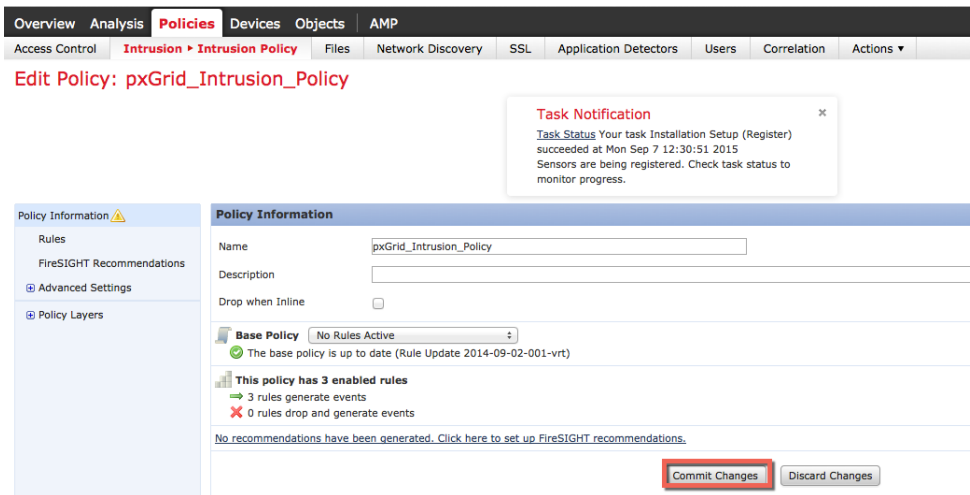 Overview Analysis Policies Devices Objects AMP
Access Control Intrusion ▸ Intrusion Policy Files Network Discovery SSL Application Detectors Users Correlation Actions ▼
Edit Policy: pxGrid_Intrusion_Policy
Task Notification ×
Task Status Your task Installation Setup (Register)
succeeded at Mon Sep 7 12:30:51 2015
Sensors are being registered. Check task status to
monitor progress.
Policy Information
Rules
FireSIGHT Recommendations
Advanced Settings
Policy Layers
Policy Information
Name pxGrid_Intrusion_Policy
Description
Drop when Inline
Base Policy No Rules Active
The base policy is up to date (Rule Update 2014-09-02-001-vrt)
This policy has 3 enabled rules
3 rules generate events
0 rules drop and generate events
No recommendations have been generated. Click here to set up FireSIGHT recommendations.
Commit Changes Discard Changes